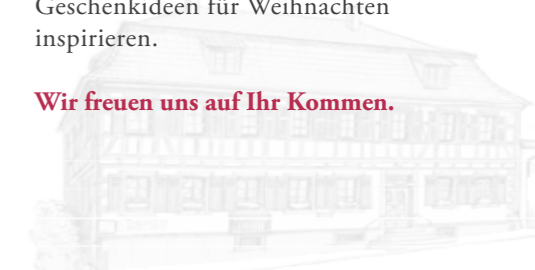 Geschenkideen für Weihnachten
inspirieren.
Wir freuen uns auf Ihr Kommen.